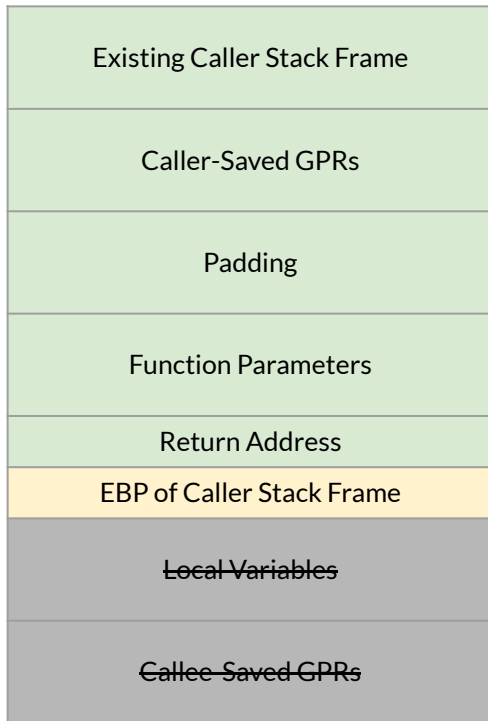 Existing Caller Stack Frame
Caller-Saved GPRs
Padding
Function Parameters
Return Address
EBP of Caller Stack Frame
Local Variables
Callee-Saved GPRs